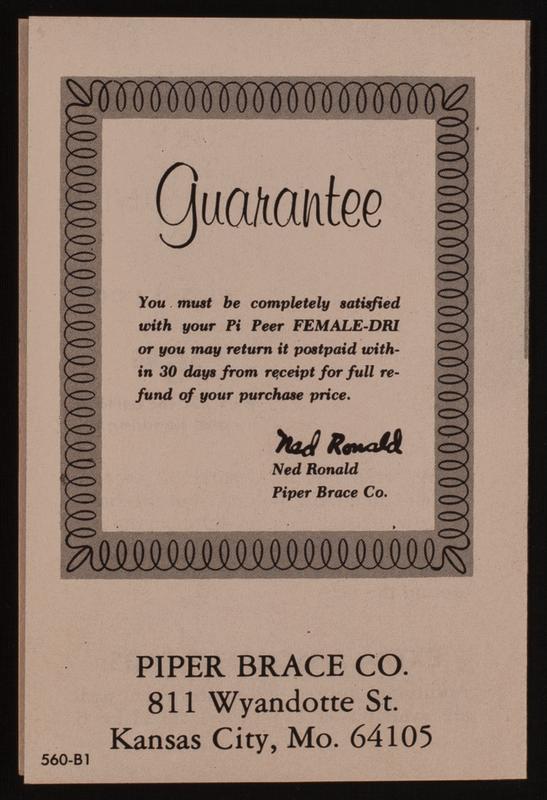 Guarantee
You must be completely satisfied
with your Pi Peer FEMALE-DRI
or you may return it postpaid with-
in 30 days from receipt for full re-
fund of your purchase price.
Ned Ronald
Ned Ronald
Piper Brace Co.
PIPER BRACE CO.
811 Wyandotte St.
Kansas City, Mo. 64105
560-B1